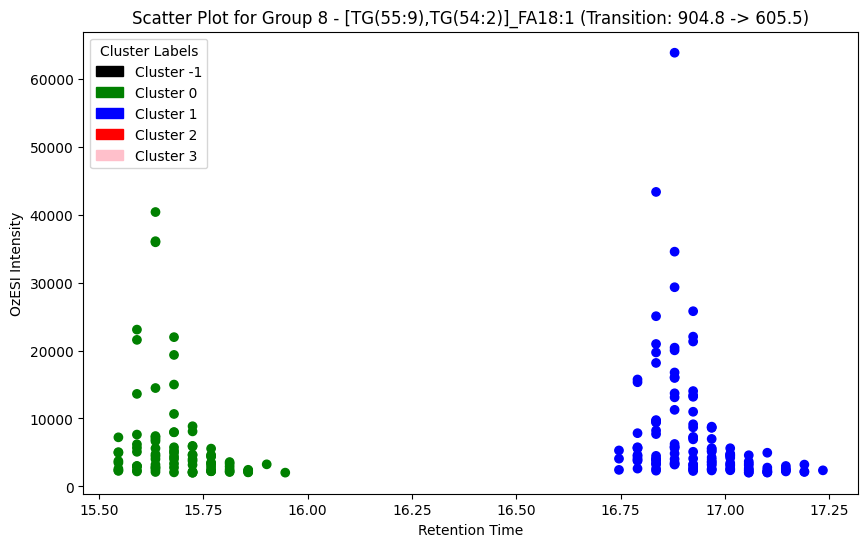 Scatter Plot for Group 8 - [TG(55:9),TG(54:2)]_FA18:1 (Transition: 904.8 -> 605.5)
Cluster Labels
Cluster -1
Cluster 0
Cluster 1
Cluster 2
Cluster 3
OzESI Intensity
60000
50000
40000
30000
20000
10000
0
15.50 15.75 16.00 16.25 16.50 16.75 17.00 17.25
Retention Time